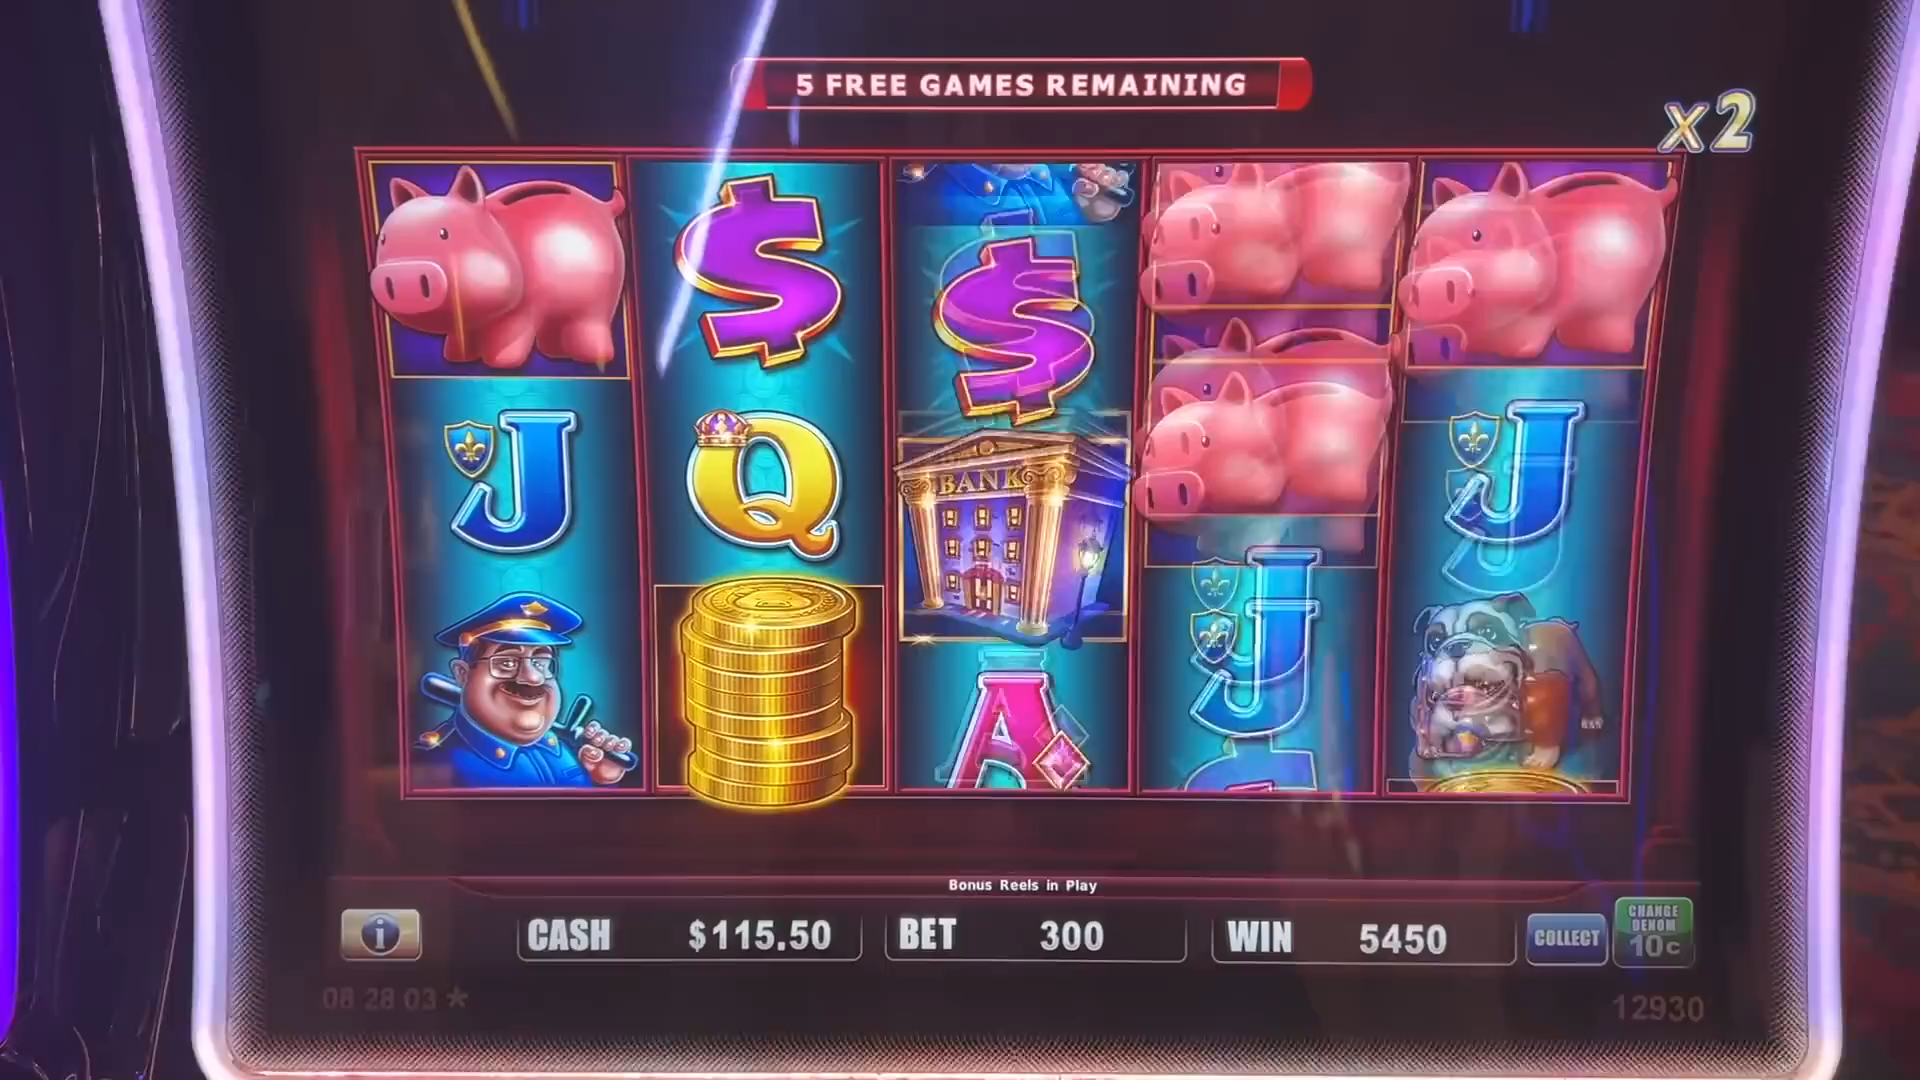 5 FREE GAMES REMAINING
x2
J
Q
BANK
A
J
J
J
Bonus Reels in Play
i
CASH $115.50
BET 300
WIN 5450
COLLECT
CHANGE
DENOM
10c
08 28 03 ★
12930